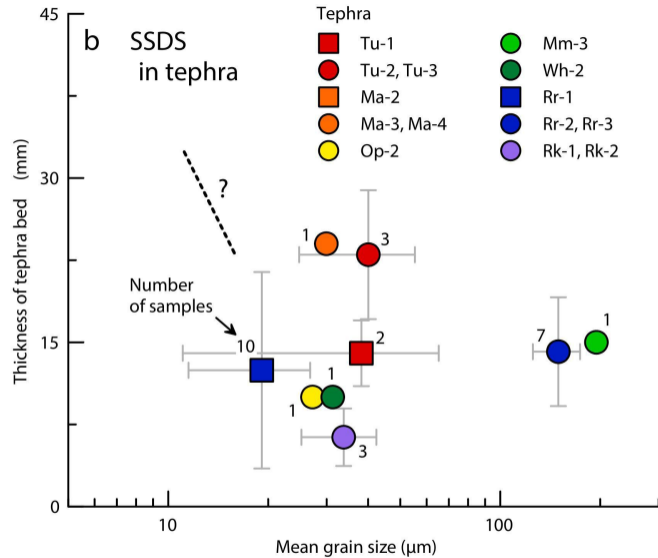 45
30
15
0
Thickness of tephra bed (mm)
b
SSDS
in tephra
Tephra
Tu-1
Tu-2, Tu-3
Ma-2
Ma-3, Ma-4
Op-2
Mm-3
Wh-2
Rr-1
Rr-2, Rr-3
Rk-1, Rk-2
?
1
3
Number
of samples
10
2
1
1
3
7
1
10
100
Mean grain size (μm)